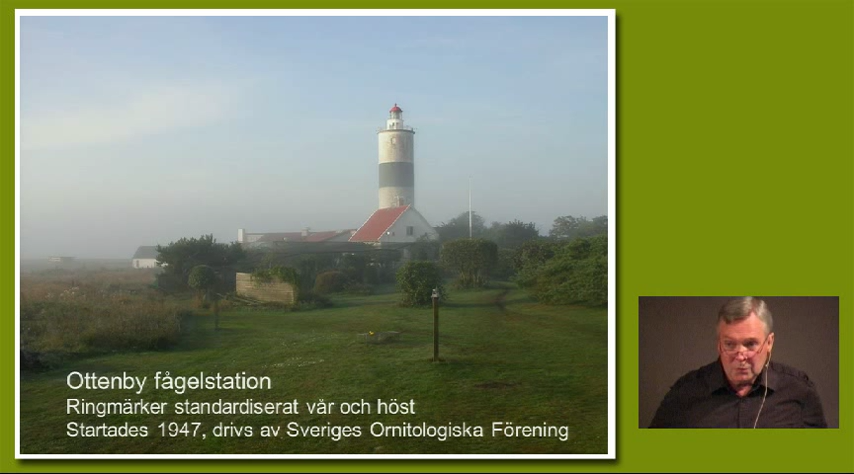 Ottenby fågelstation
Ringmärker standardiserat vår och höst
Startades 1947, drivs av Sveriges Ornitologiska Förening